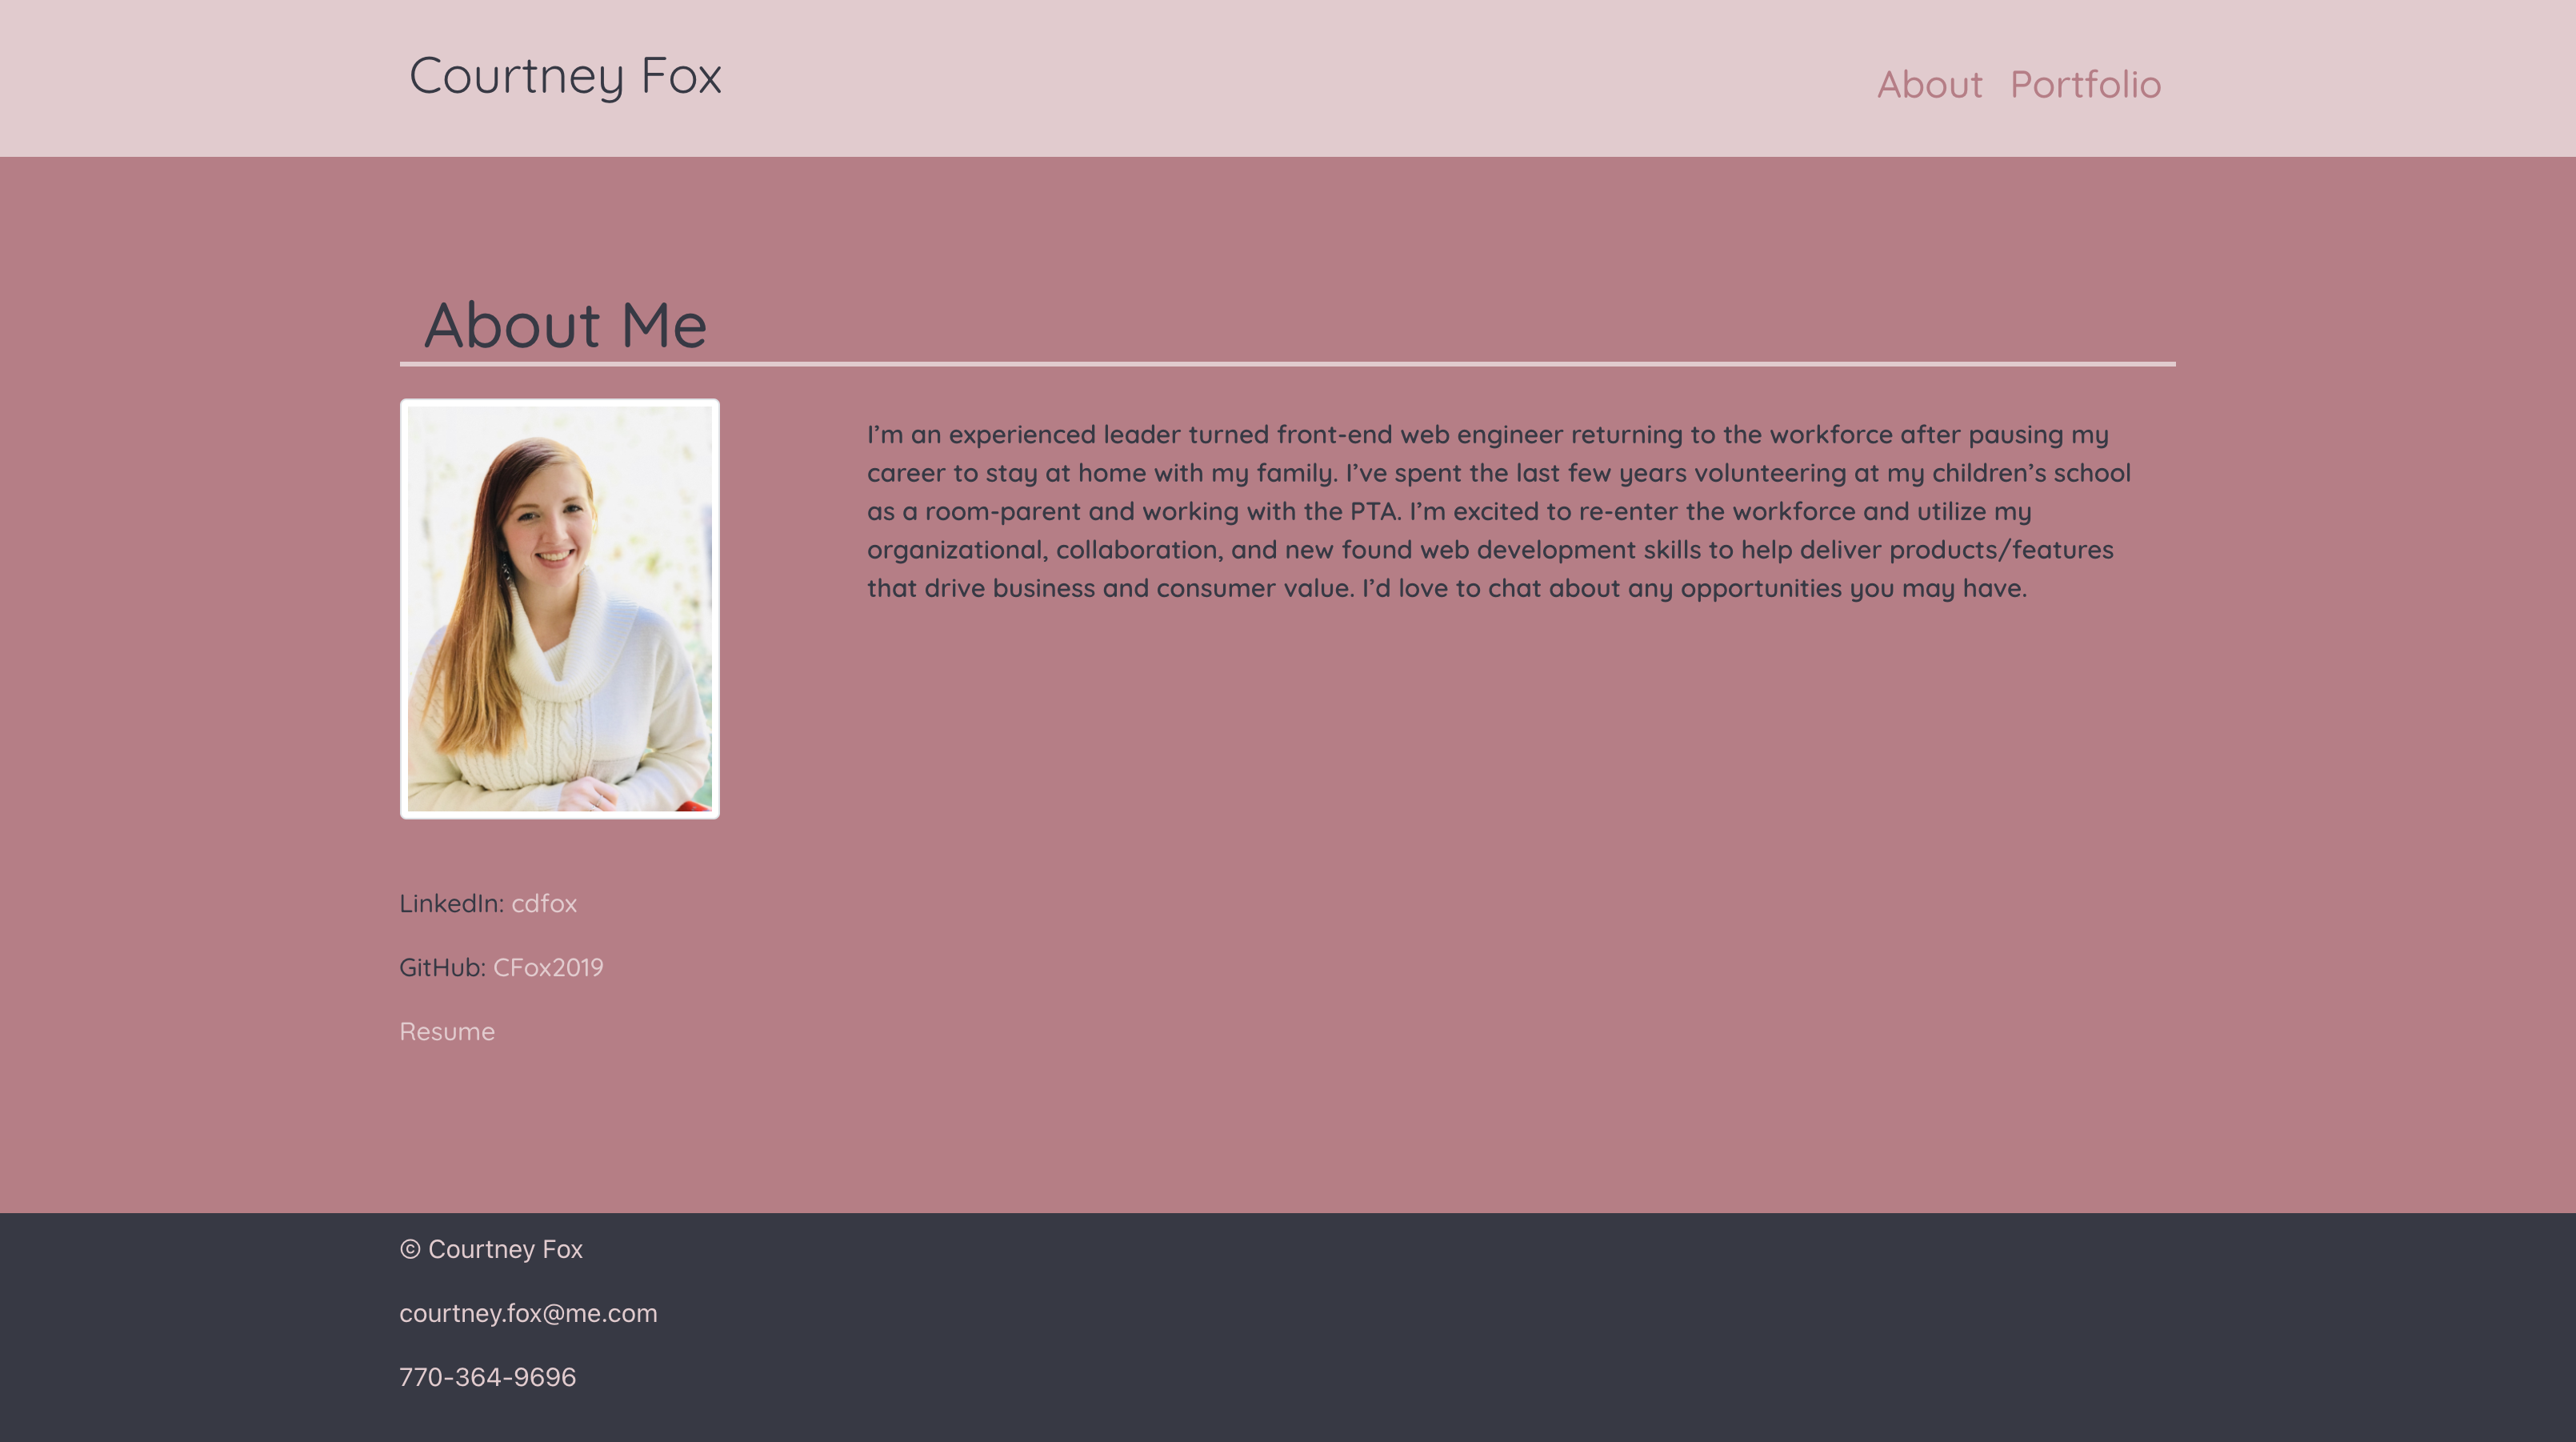 Courtney Fox
About Portfolio
About Me
I’m an experienced leader turned front-end web engineer returning to the workforce after pausing my
career to stay at home with my family. I’ve spent the last few years volunteering at my children’s school
as a room-parent and working with the PTA. I’m excited to re-enter the workforce and utilize my
organizational, collaboration, and new found web development skills to help deliver products/features
that drive business and consumer value. I’d love to chat about any opportunities you may have.
LinkedIn: cdfox
GitHub: CFox2019
Resume
© Courtney Fox
courtney.fox@me.com
770-364-9696